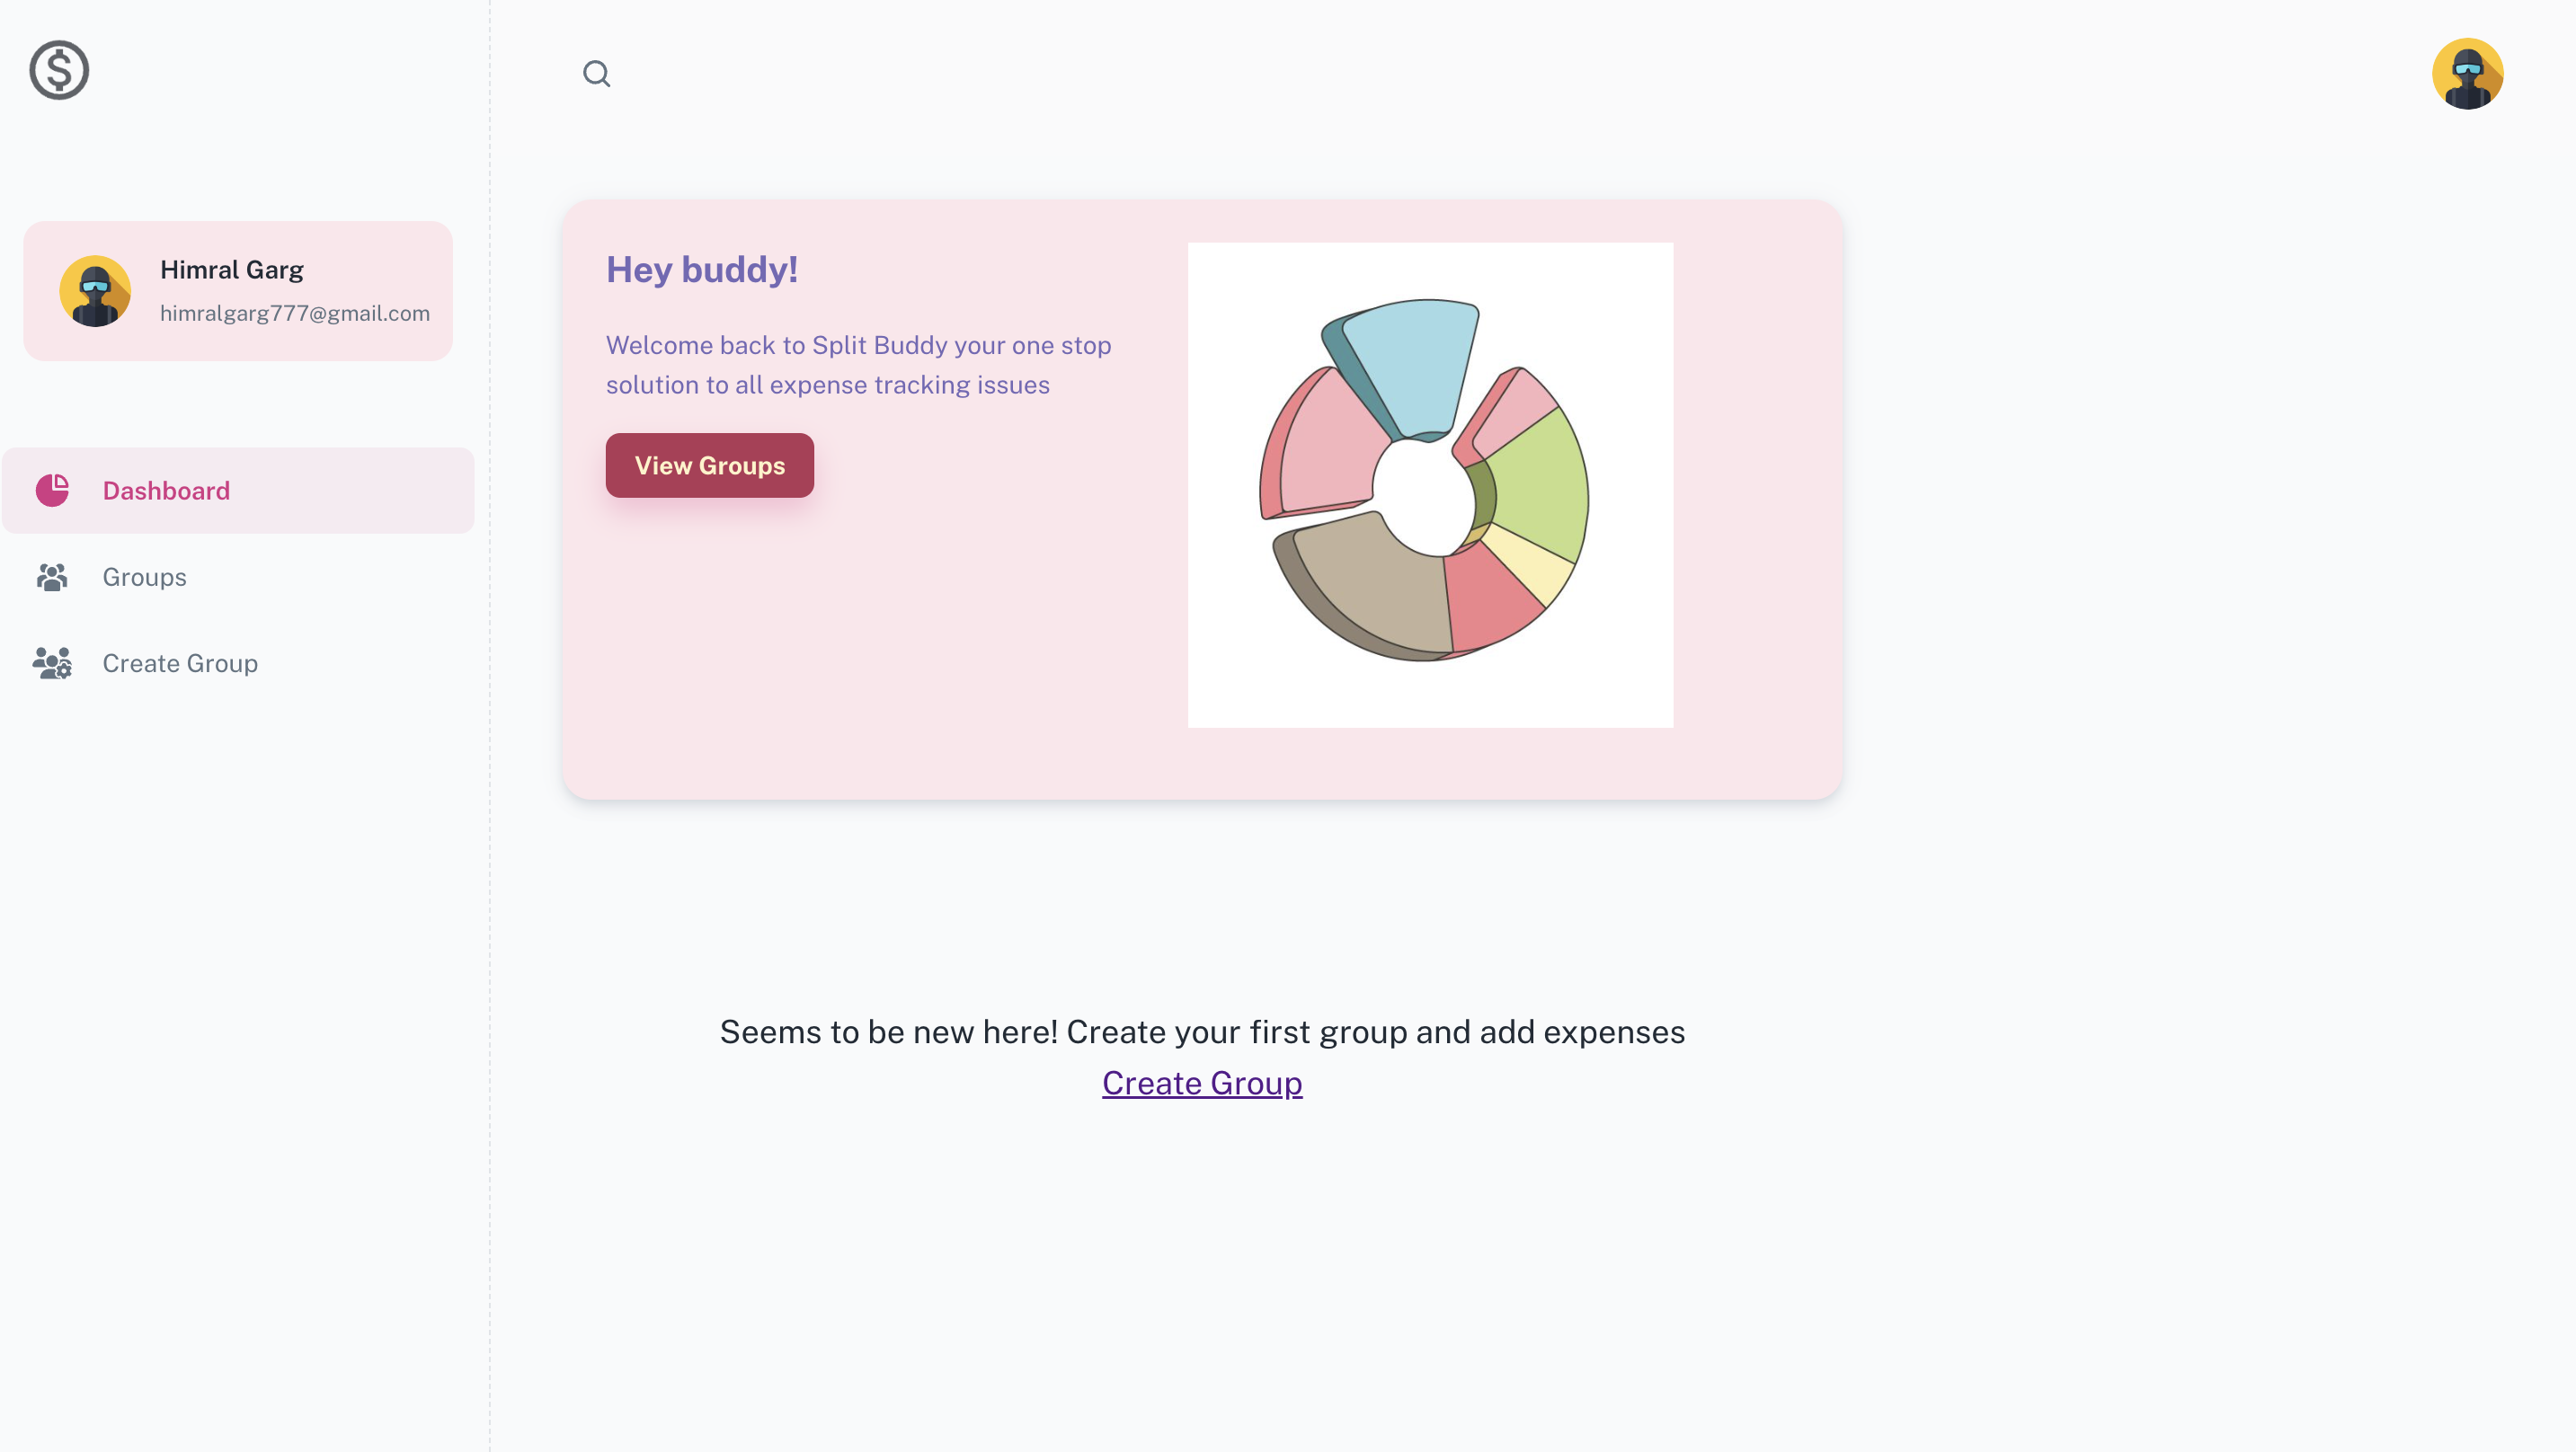 Himral Garg
himralgarg777@gmail.com
Dashboard
Groups
Create Group
Hey buddy!
Welcome back to Split Buddy your one stop
solution to all expense tracking issues
View Groups
Seems to be new here! Create your first group and add expenses
Create Group